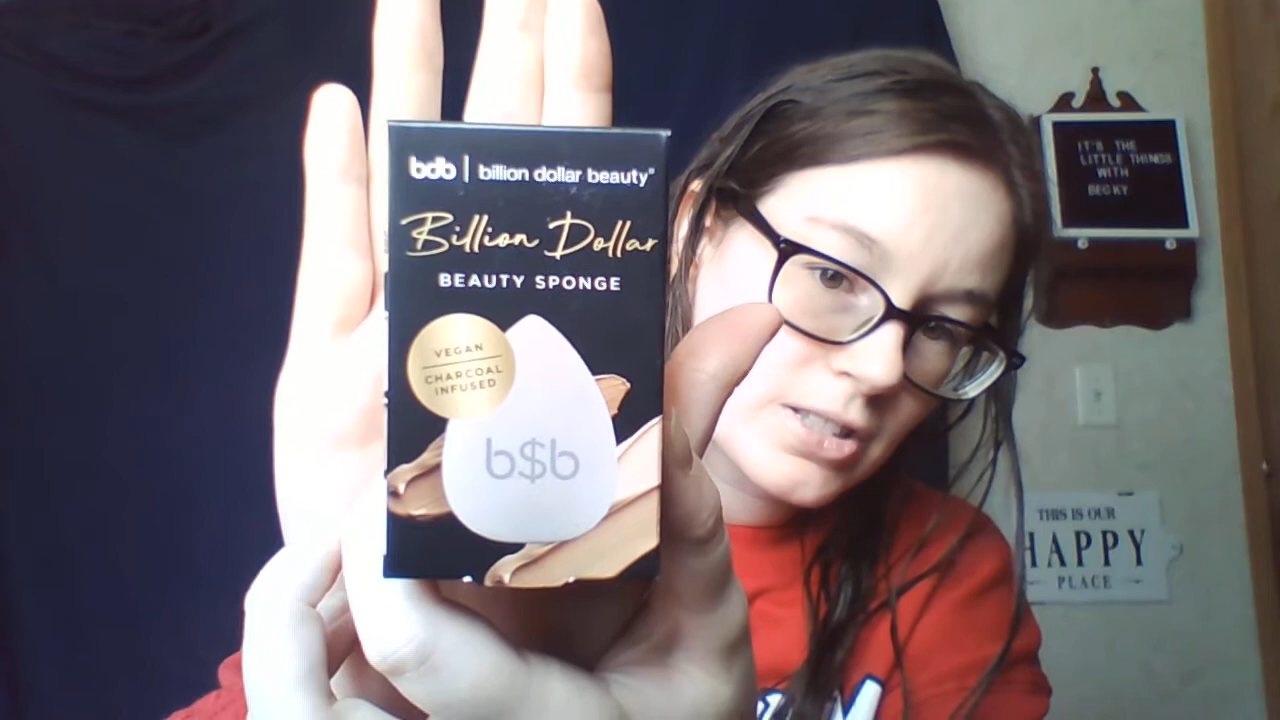 bdb | billion dollar beauty®
Billion Dollar
BEAUTY SPONGE
VEGAN
CHARCOAL
INFUSED
b$b
IT'S THE
LITTLE THINGS
WITH
BECKY
THIS IS OUR
HAPPY
PLACE